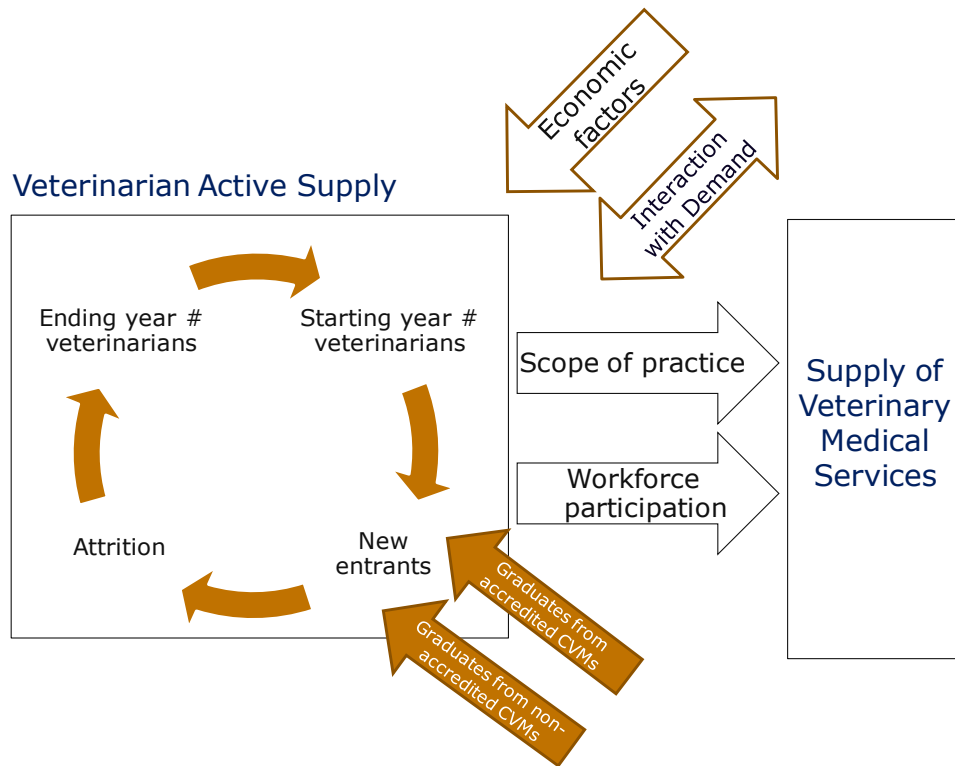 Economic
factors
Interaction
with Demand
Veterinarian Active Supply
Ending year #
veterinarians
Starting year #
veterinarians
Scope of practice
Supply of
Veterinary
Medical
Services
Workforce
participation
Attrition
New
entrants
Graduates from
accredited CVMs
Graduates from non-
accredited CVMs